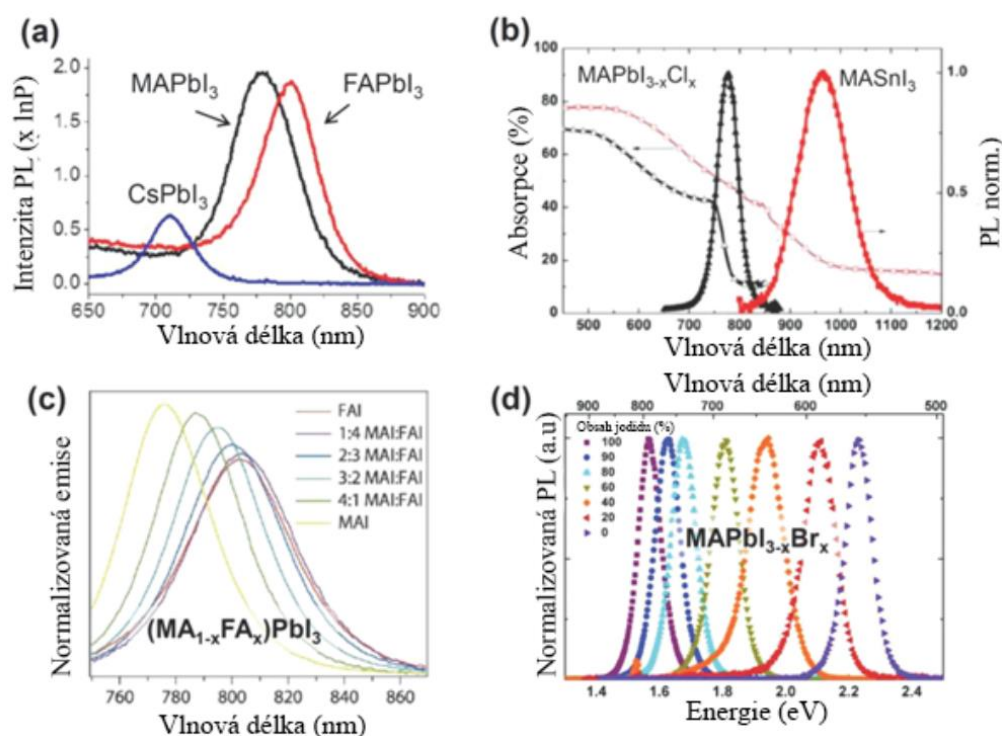 (a)
Intenzita PL (x lnP)
2.0
1.5
1.0
0.5
0.0
MAPbI3
FAPbI3
CsPbI3
650 700 750 800 850 900
Vlnová délka (nm)
(b)
Absorpce (%)
100
80
60
40
20
0
MAPbI3-xClx
MASnI3
1.0
0.5
0.0
PL norm.
500 600 700 800 900 1000 1200
Vlnová délka (nm)
(c)
Normalizovaná emise
FAI
1:4 MAI:FAI
2:3 MAI:FAI
3:2 MAI:FAI
4:1 MAI:FAI
MAI
(MA1-xFAx)PbI3
760 780 800 820 840 860
Vlnová délka (nm)
Vlnová délka (nm)
900 800 700 600 500
(d)
Normalizovaná PL (a.u)
Obsah jodidu (%)
100
90
80
60
40
20
0
MAPbI3-xBrx
1.4 1.6 1.8 2.0 2.2 2.4
Energie (eV)